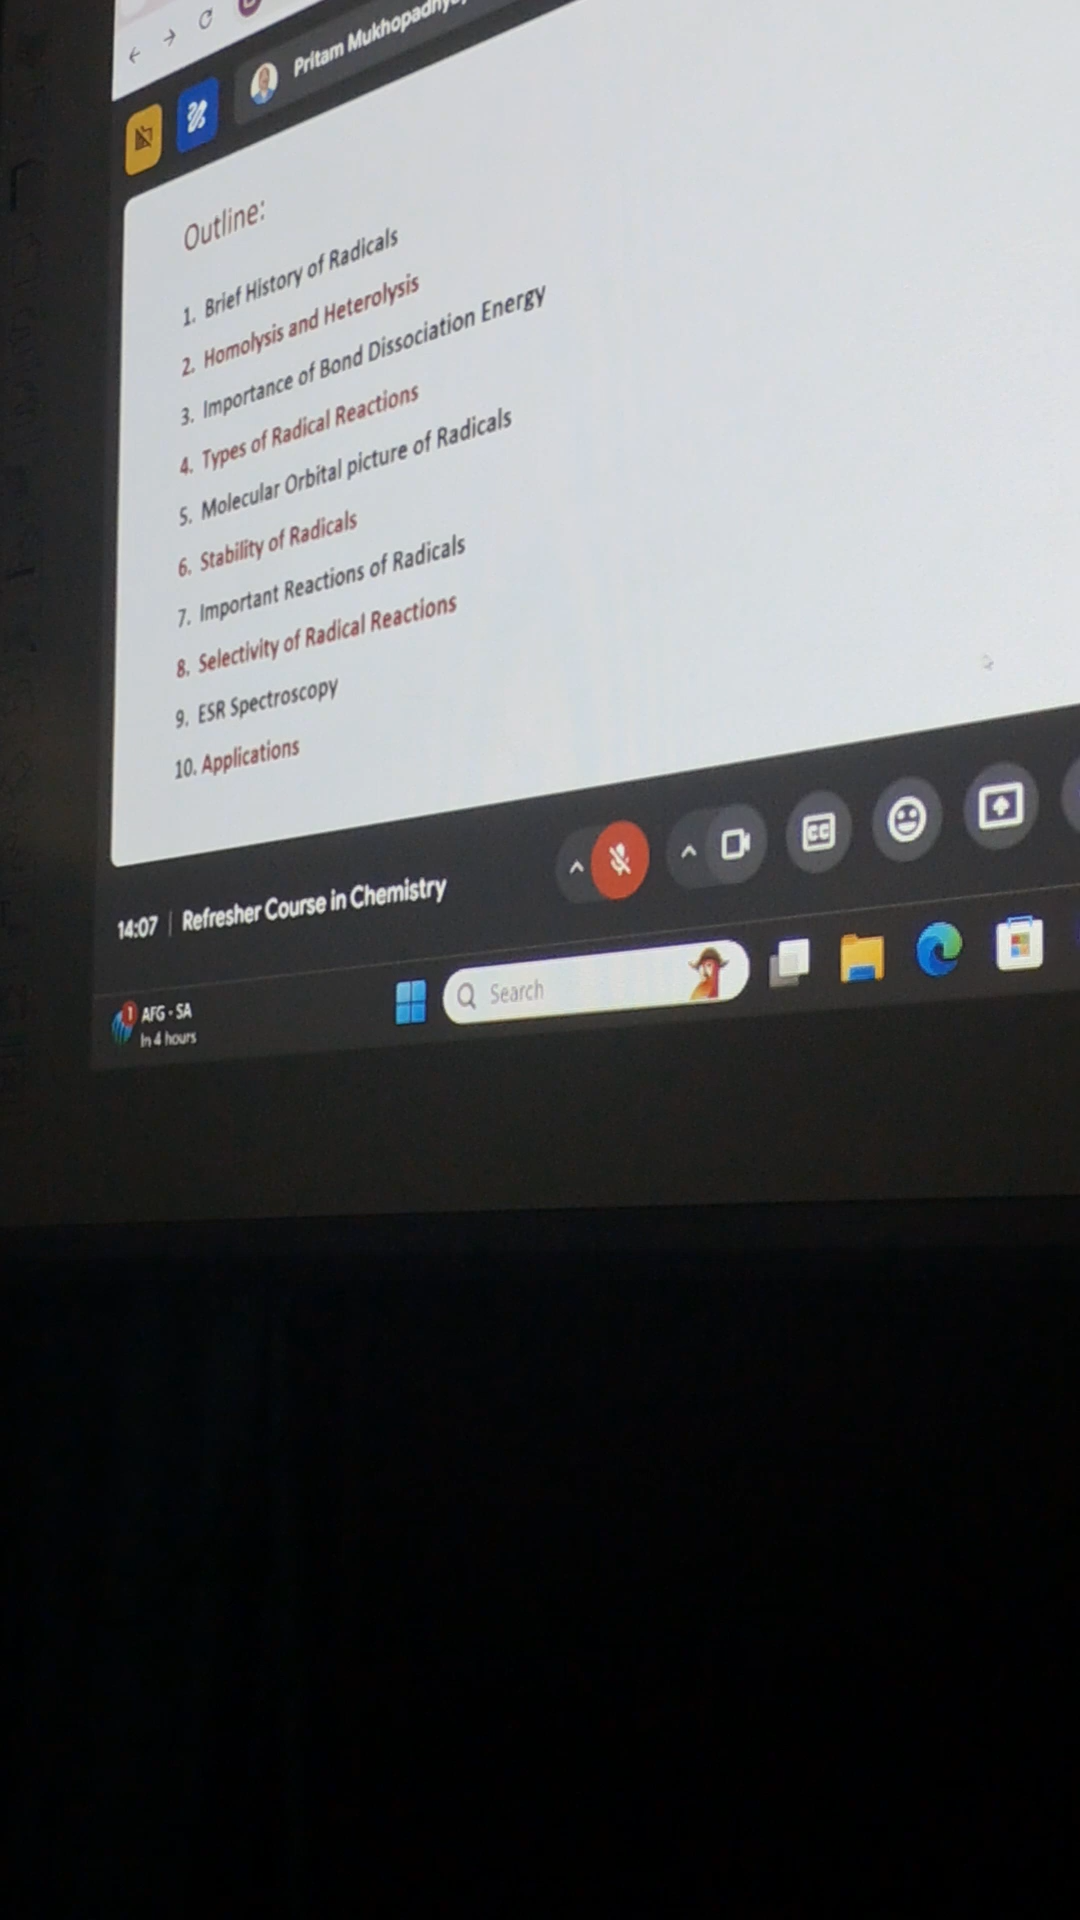 Pritam Mukhopadhyay
Outline:
1. Brief History of Radicals
2. Homolysis and Heterolysis
3. Importance of Bond Dissociation Energy
4. Types of Radical Reactions
5. Molecular Orbital picture of Radicals
6. Stability of Radicals
7. Important Reactions of Radicals
8. Selectivity of Radical Reactions
9. ESR Spectroscopy
10. Applications
CC
14:07 | Refresher Course in Chemistry
1 AFG - SA
In 4 hours
Search